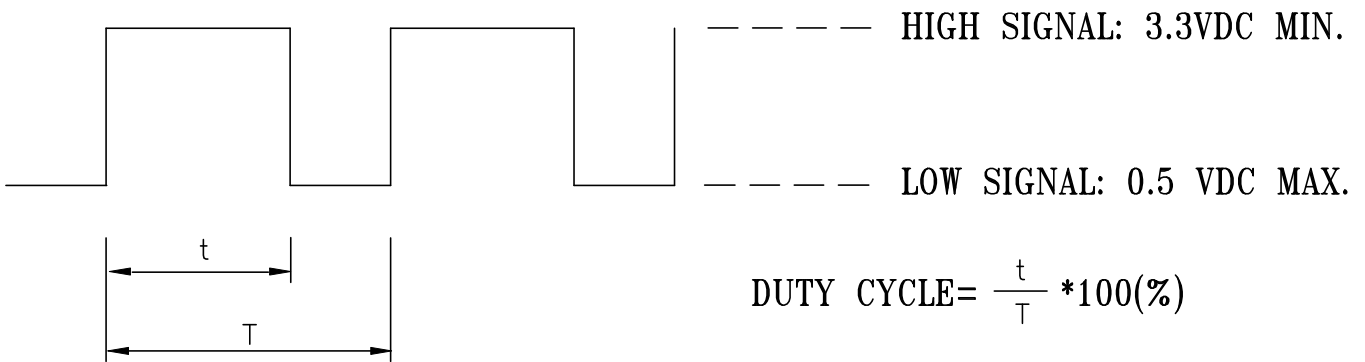 HIGH SIGNAL: 3.3VDC MIN.
LOW SIGNAL: 0.5 VDC MAX.
t
T
DUTY CYCLE= t/T *100(%)